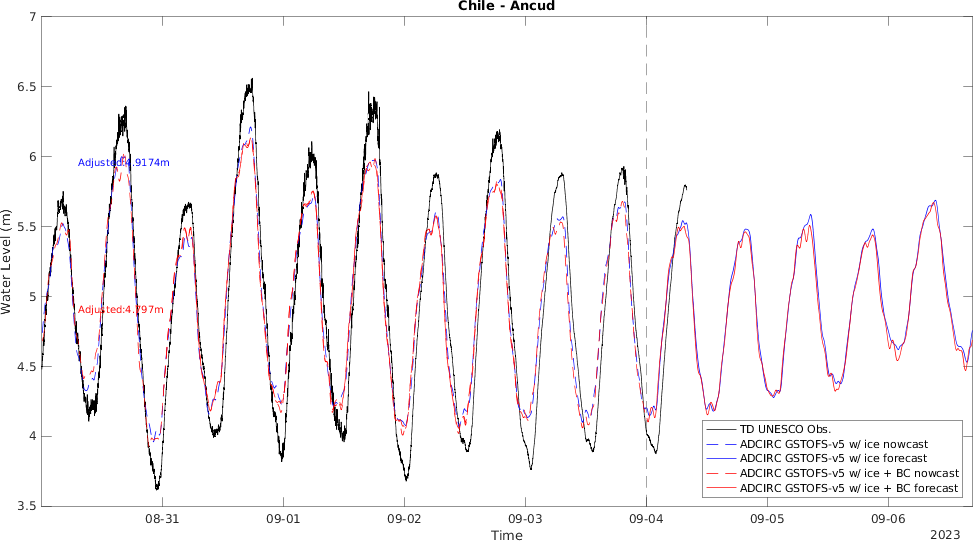 Chile - Ancud
7
6.5
6
5.5
5
4.5
4
3.5
Water Level (m)
Adjusted:4.9174m
Adjusted:4.797m
08-31
09-01
09-02
09-03
09-04
09-05
09-06
Time
2023
TD UNESCO Obs.
ADCIRC GSTOFS-v5 w/ ice nowcast
ADCIRC GSTOFS-v5 w/ ice forecast
ADCIRC GSTOFS-v5 w/ ice + BC nowcast
ADCIRC GSTOFS-v5 w/ ice + BC forecast